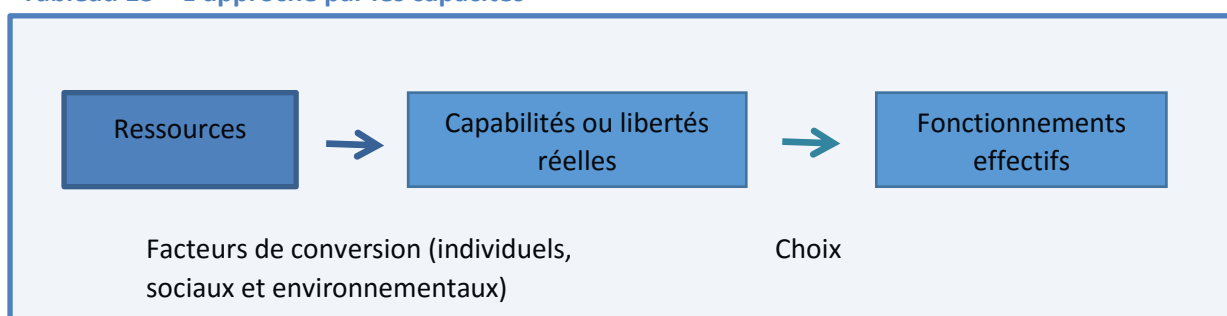 Ressources
Capabilités ou libertés
réelles
Fonctionnements
effectifs
Facteurs de conversion (individuels,
sociaux et environnementaux)
Choix